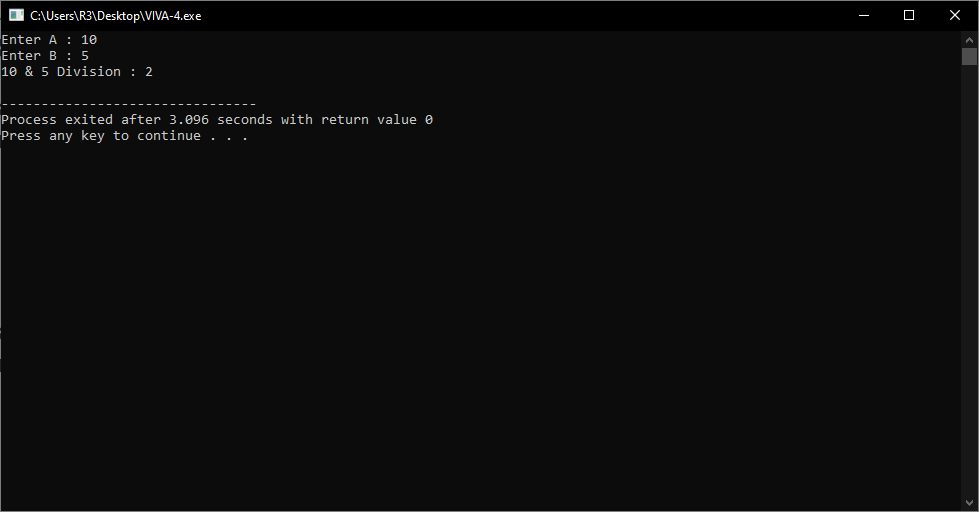 C:\Users\R3\Desktop\VIVA-4.exe
Enter A : 10
Enter B : 5
10 & 5 Division : 2
--------------------------------
Process exited after 3.096 seconds with return value 0
Press any key to continue . . .